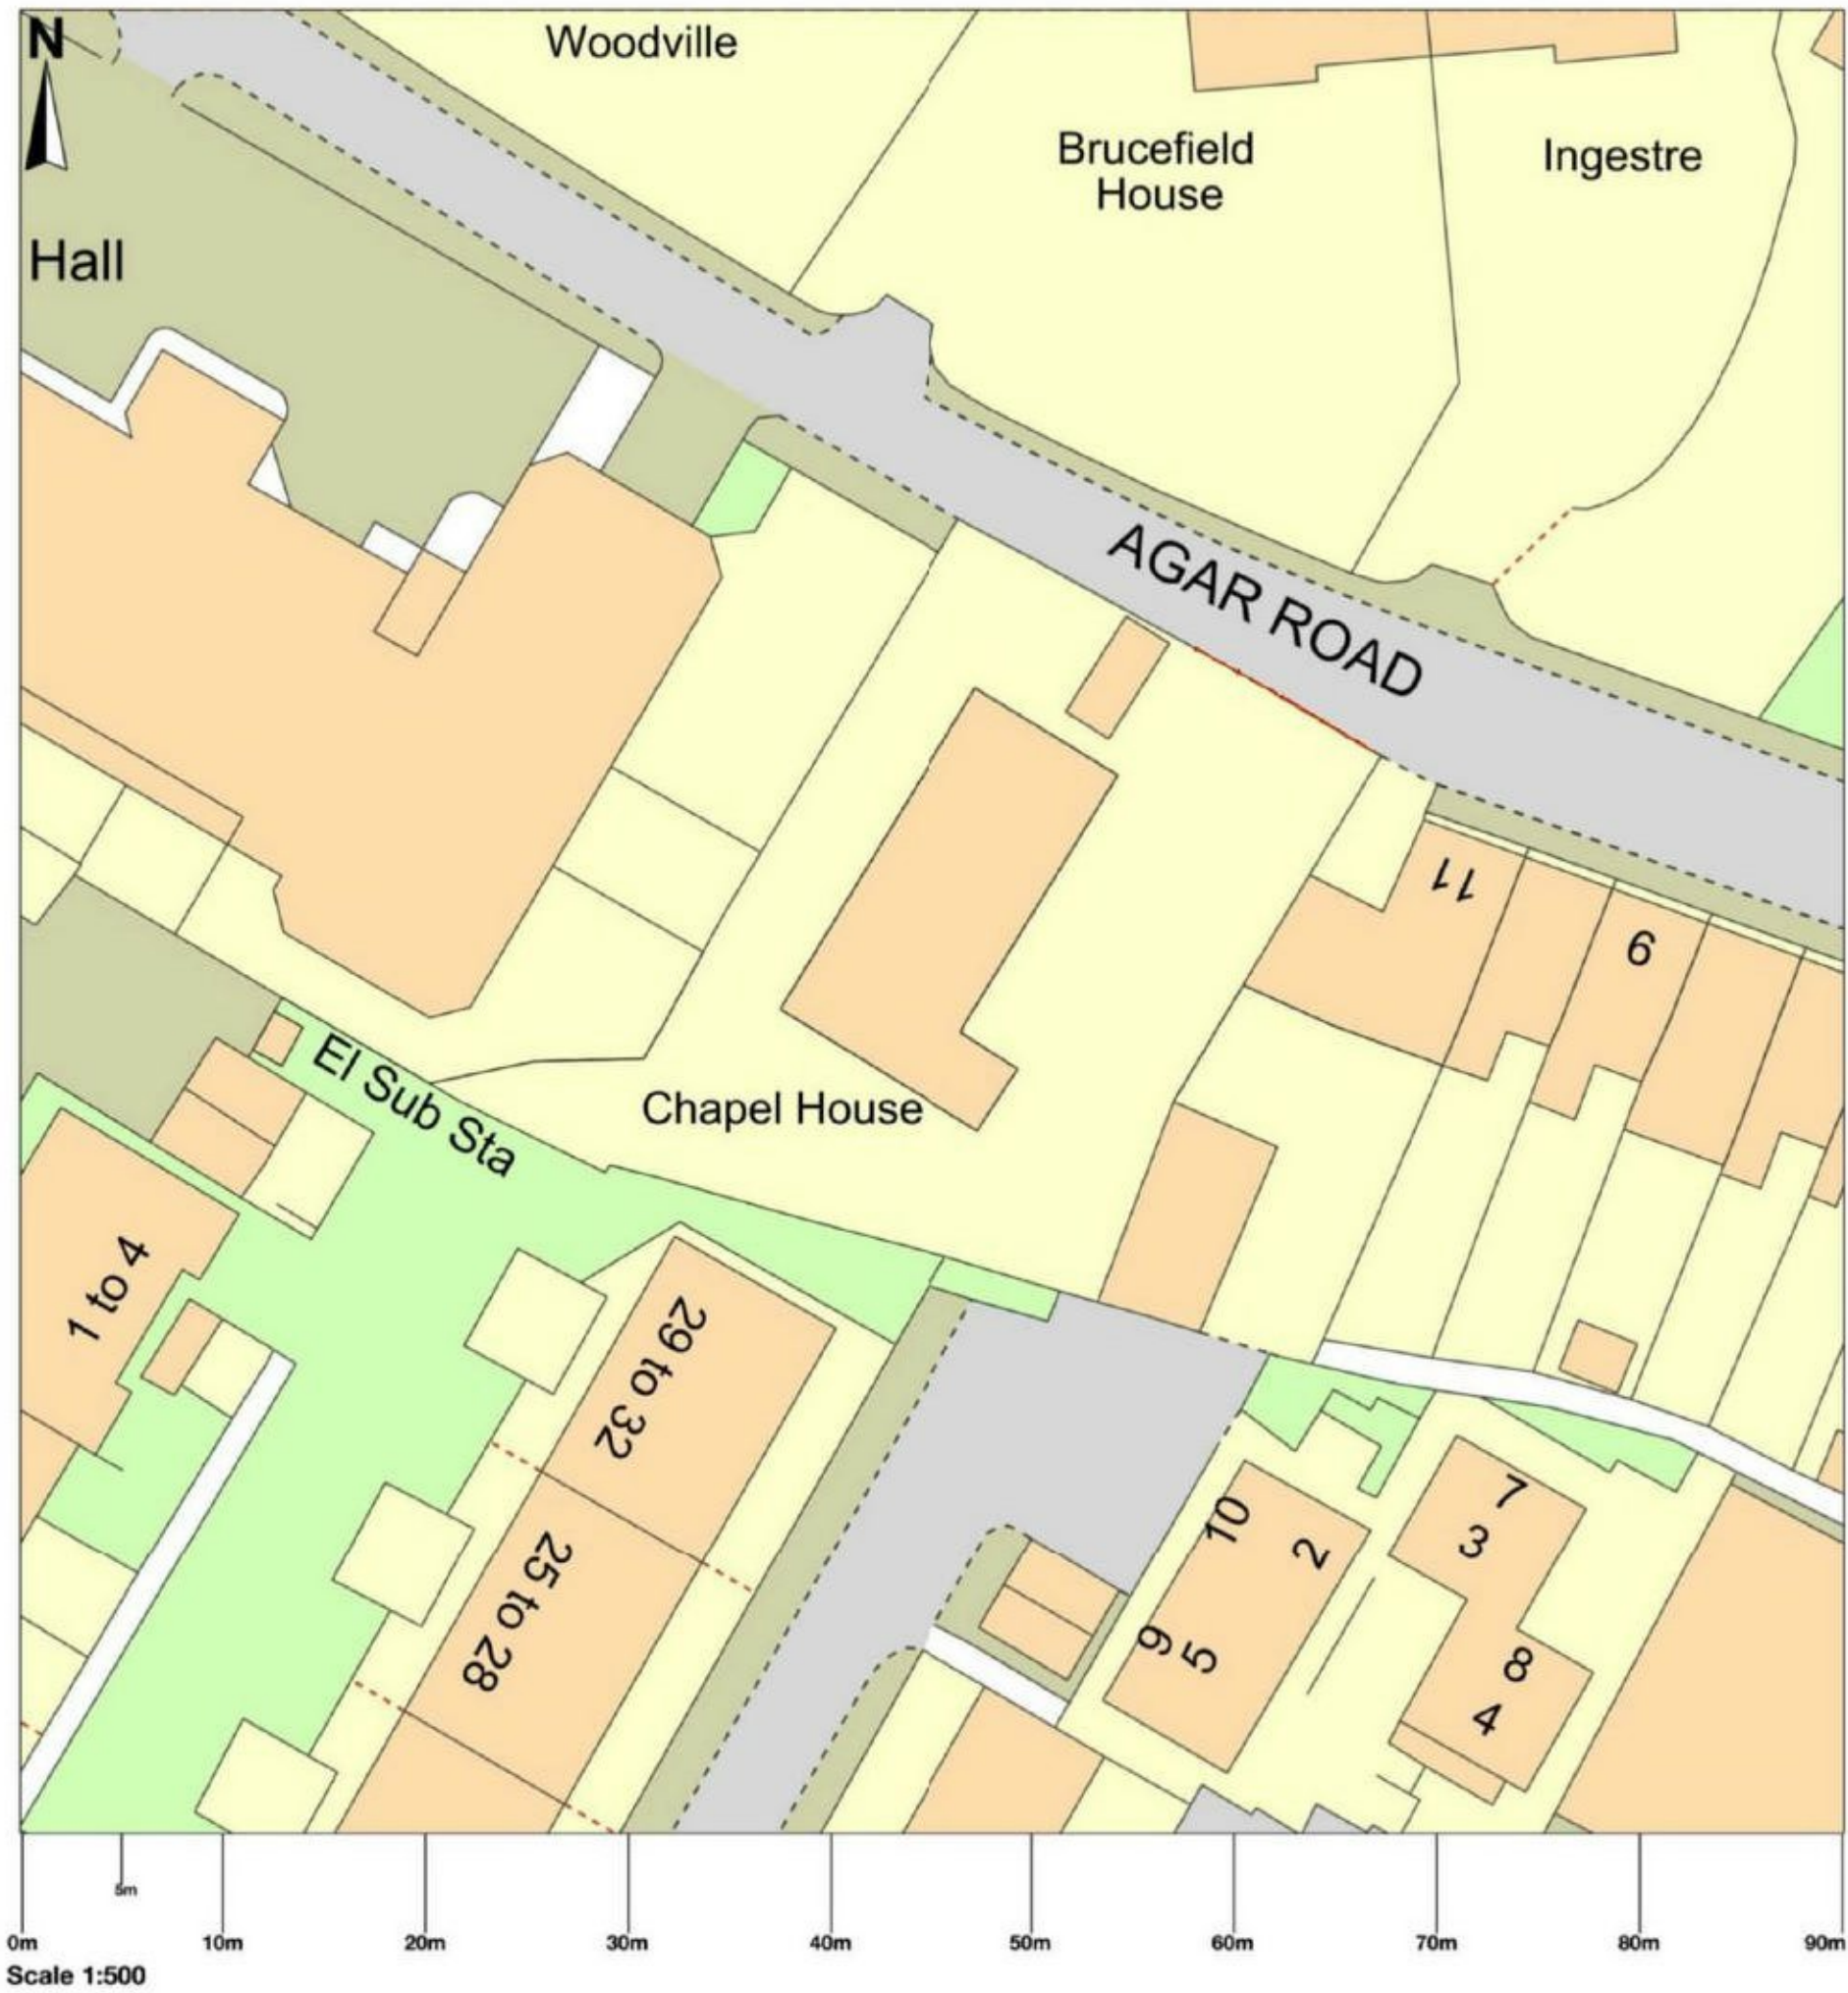 N
Woodville
Brucefield
House
Ingestre
Hall
AGAR ROAD
11
9
El Sub Sta
Chapel House
1 to 4
29 to 32
25 to 28
10
2
7
3
9
5
8
4
5m
0m
10m
20m
30m
40m
50m
60m
70m
80m
90m
Scale 1:500